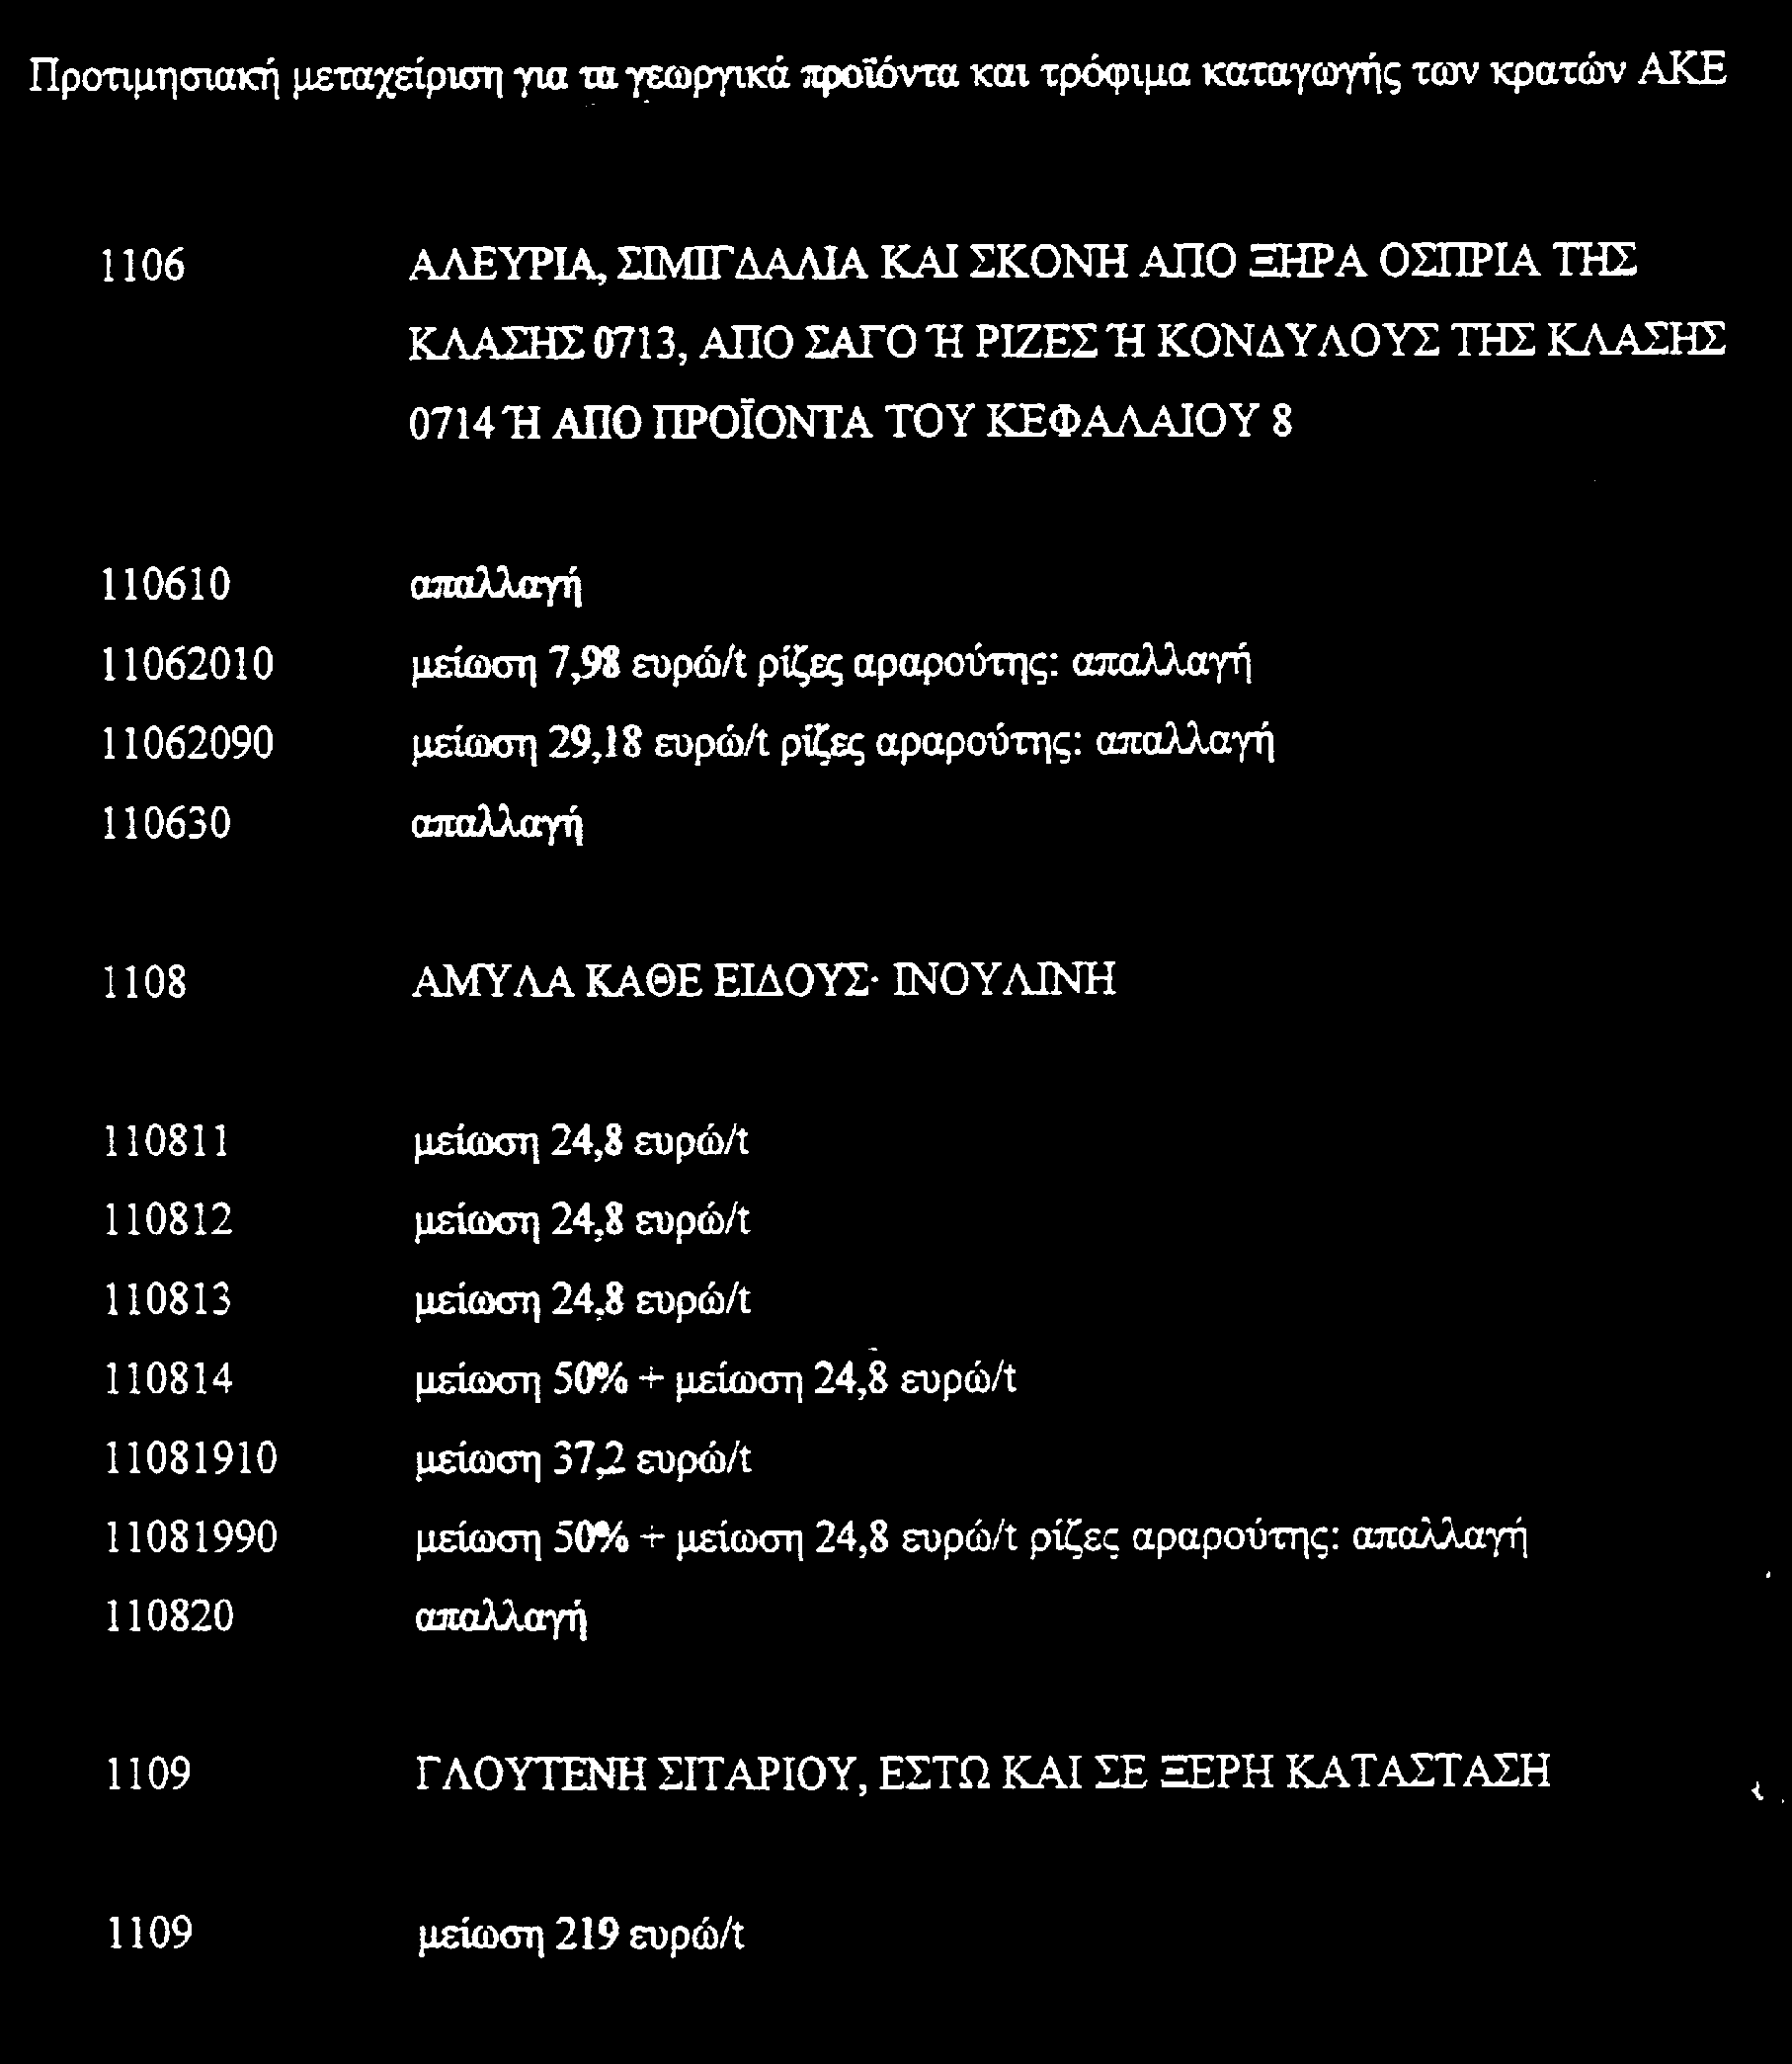 Προτιμησιακή μεταχείριση για τα γεωργικά προϊόντα και τρόφιμα καταγωγής των κρατών ΑΚΕ
1106 ΑΛΕΥΡΙΑ, ΣΙΜΙΓΔΑΛΙΑ ΚΑΙ ΣΚΟΝΗ ΑΠΟ ΞΗΡΑ ΟΣΠΡΙΑ ΤΗΣ
ΚΛΑΣΗΣ 0713, ΑΠΟ ΣΑΓΟ Ή ΡΙΖΕΣ Ή ΚΟΝΔΥΛΟΥΣ ΤΗΣ ΚΛΑΣΗΣ
0714 Ή ΑΠΟ ΠΡΟΪΟΝΤΑ ΤΟΥ ΚΕΦΑΛΑΙΟΥ 8
110610 απαλλαγή
11062010 μείωση 7,98 ευρώ/t ρίζες αραρούτης: απαλλαγή
11062090 μείωση 29,18 ευρώ/t ρίζες αραρούτης: απαλλαγή
110630 απαλλαγή
1108 ΑΜΥΛΑ ΚΑΘΕ ΕΙΔΟΥΣ· ΙΝΟΥΛΙΝΗ
110811 μείωση 24,8 ευρώ/t
110812 μείωση 24,8 ευρώ/t
110813 μείωση 24,8 ευρώ/t
110814 μείωση 50% + μείωση 24,8 ευρώ/t
11081910 μείωση 37,2 ευρώ/t
11081990 μείωση 50% + μείωση 24,8 ευρώ/t ρίζες αραρούτης: απαλλαγή
110820 απαλλαγή
1109 ΓΛΟΥΤΕΝΗ ΣΙΤΑΡΙΟΥ, ΕΣΤΩ ΚΑΙ ΣΕ ΞΕΡΗ ΚΑΤΑΣΤΑΣΗ
1109 μείωση 219 ευρώ/t